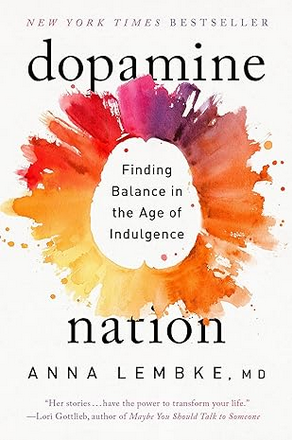 NEW YORK TIMES BESTSELLER
dopamine
Finding
Balance in
the Age of
Indulgence
nation
ANNA LEMBKE, MD
"Her stories...have the power to transform your life."
—Lori Gottlieb, author of Maybe You Should Talk to Someone